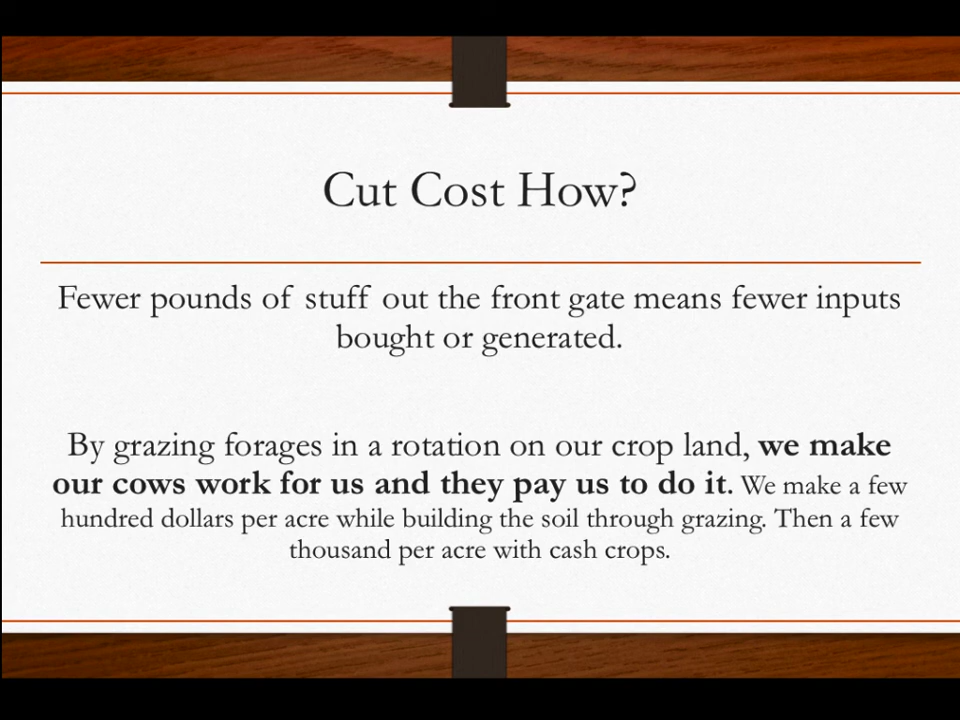 Cut Cost How?
Fewer pounds of stuff out the front gate means fewer inputs
bought or generated.
By grazing forages in a rotation on our crop land, we make
our cows work for us and they pay us to do it. We make a few
hundred dollars per acre while building the soil through grazing. Then a few
thousand per acre with cash crops.